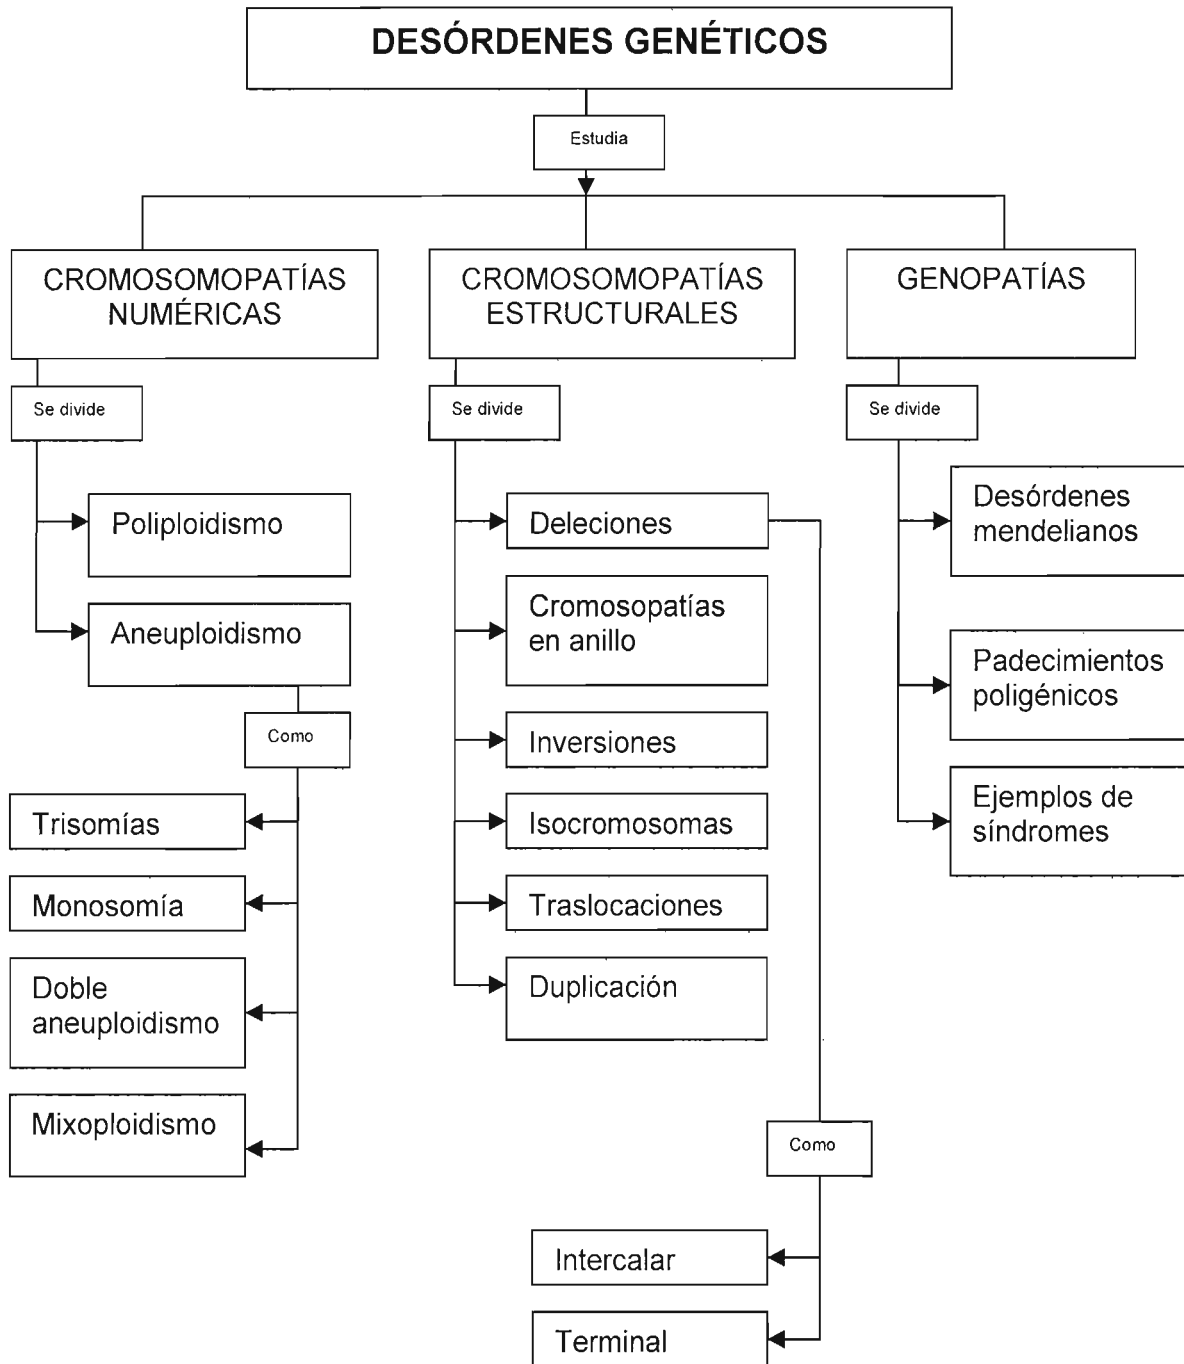 DESÓRDENES GENÉTICOS
Estudia
CROMOSOMOPATÍAS
NUMÉRICAS
CROMOSOMOPATÍAS
ESTRUCTURALES
GENOPATÍAS
Se divide
Se divide
Se divide
Poliploidismo
Aneuploidismo
Como
Trisomías
Monosomía
Doble
aneuploidismo
Mixoploidismo
Deleciones
Cromosopatías
en anillo
Inversiones
Isocromosomas
Traslocaciones
Duplicación
Como
Intercalar
Terminal
Desórdenes
mendelianos
Padecimientos
poligénicos
Ejemplos de
síndromes